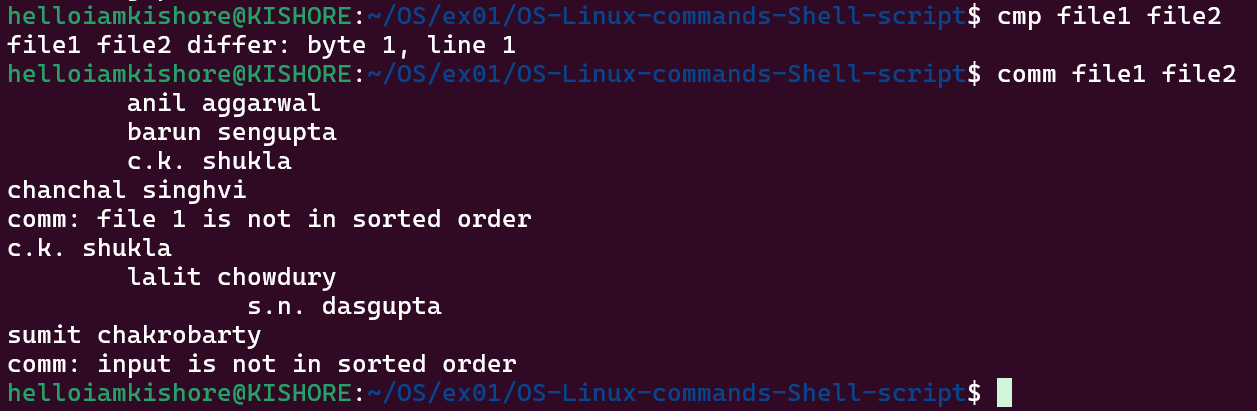 helloiamkishore@KISHORE:~/OS/ex01/OS-Linux-commands-Shell-script$ cmp file1 file2
file1 file2 differ: byte 1, line 1
helloiamkishore@KISHORE:~/OS/ex01/OS-Linux-commands-Shell-script$ comm file1 file2
        anil aggarwal
        barun sengupta
        c.k. shukla
chanchal singhvi
comm: file 1 is not in sorted order
c.k. shukla
        lalit chowdury
                s.n. dasgupta
sumit chakrobarty
comm: input is not in sorted order
helloiamkishore@KISHORE:~/OS/ex01/OS-Linux-commands-Shell-script$